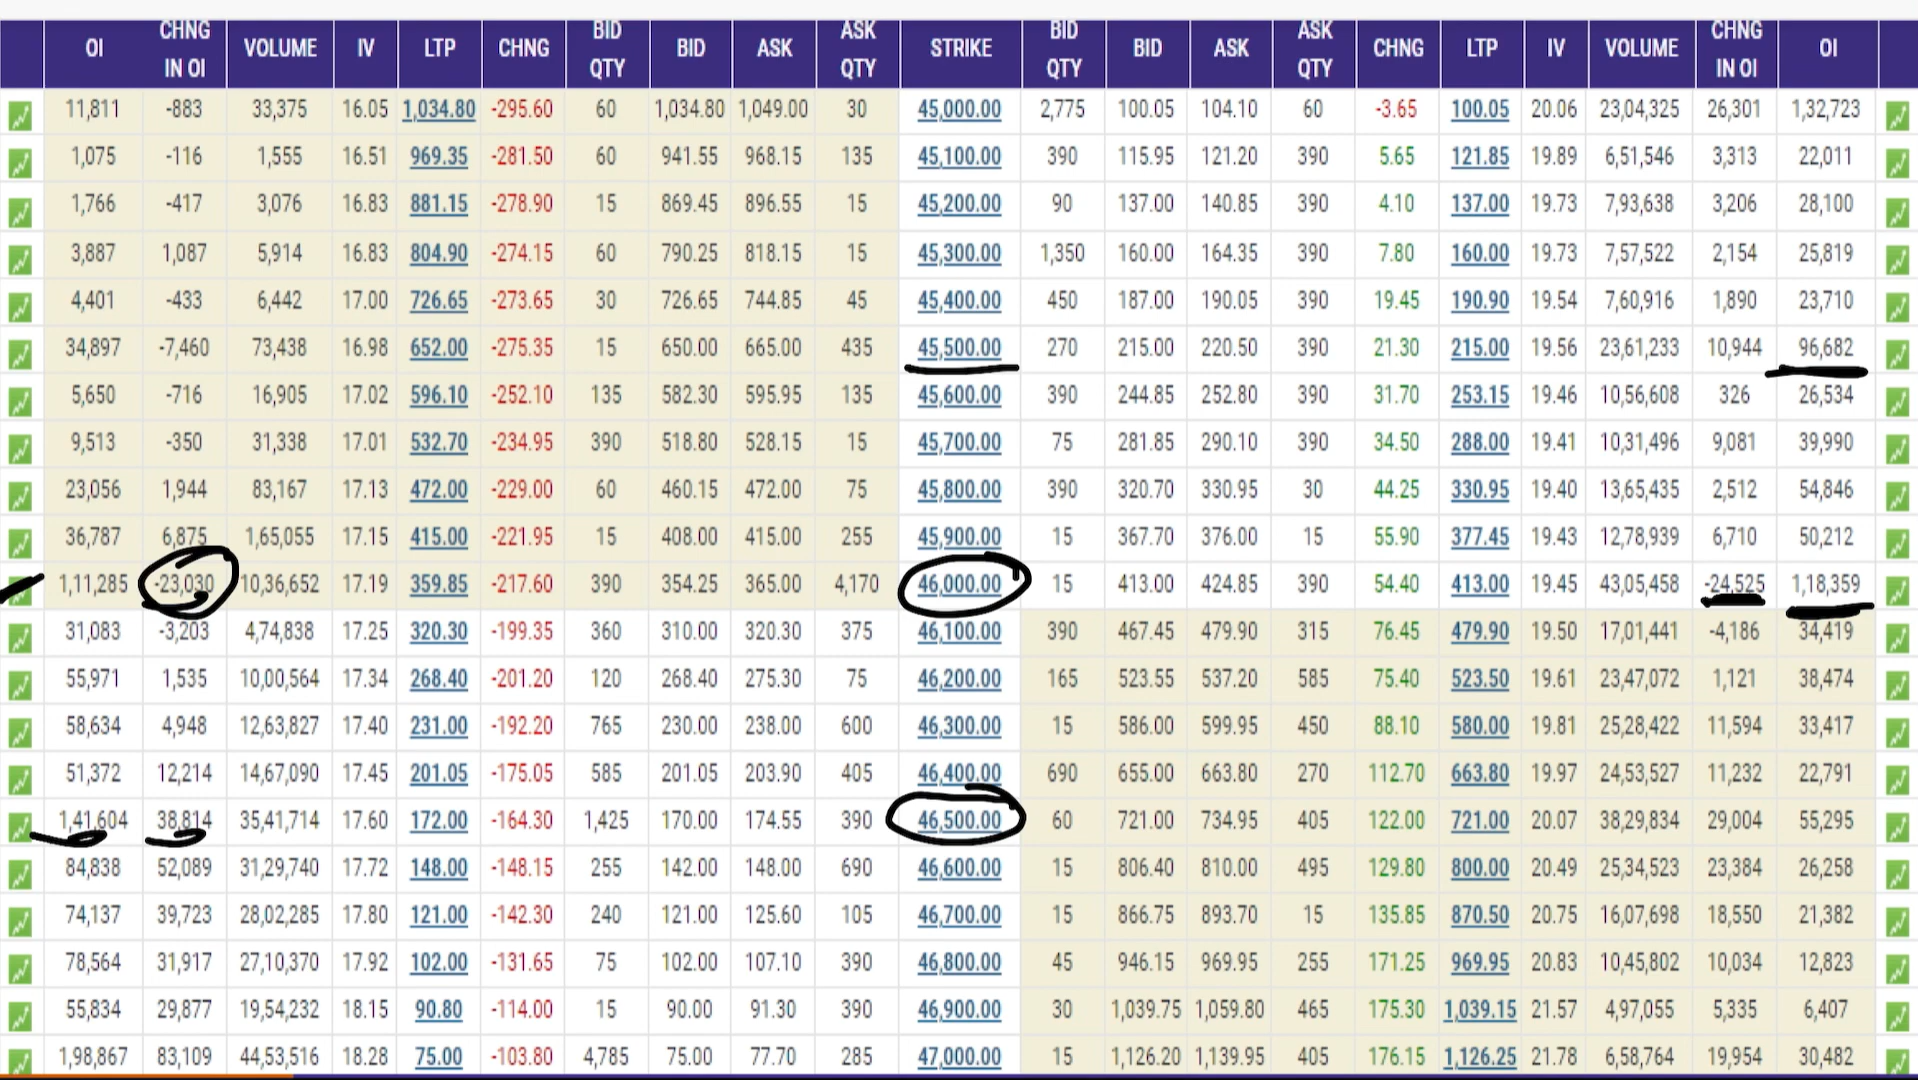 OI CHNG IN OI VOLUME IV LTP CHNG BID QTY BID ASK ASK QTY STRIKE BID QTY BID ASK ASK QTY CHNG LTP IV VOLUME CHNG IN OI OI
11,811 -883 33,375 16.05 1,034.80 -295.60 60 1,034.80 1,049.00 30 45,000.00 2,775 100.05 104.10 60 -3.65 100.05 20.06 23,04,325 26,301 1,32,723
1,075 -116 1,555 16.51 969.35 -281.50 60 941.55 968.15 135 45,100.00 390 115.95 121.20 390 5.65 121.85 19.89 6,51,546 3,313 22,011
1,766 -417 3,076 16.83 881.15 -278.90 15 869.45 896.55 15 45,200.00 90 137.00 140.85 390 4.10 137.00 19.73 7,93,638 3,206 28,100
3,887 1,087 5,914 16.83 804.90 -274.15 60 790.25 818.15 15 45,300.00 1,350 160.00 164.35 390 7.80 160.00 19.73 7,57,522 2,154 25,819
4,401 -433 6,442 17.00 726.65 -273.65 30 726.65 744.85 45 45,400.00 450 187.00 190.05 390 19.45 190.90 19.54 7,60,916 1,890 23,710
34,897 -7,460 73,438 16.98 652.00 -275.35 15 650.00 665.00 435 45,500.00 270 215.00 220.50 390 21.30 215.00 19.56 23,61,233 10,944 96,682
5,650 -716 16,905 17.02 596.10 -252.10 135 582.30 595.95 135 45,600.00 390 244.85 252.80 390 31.70 253.15 19.46 10,56,608 326 26,534
9,513 -350 31,338 17.01 532.70 -234.95 390 518.80 528.15 15 45,700.00 75 281.85 290.10 390 34.50 288.00 19.41 10,31,496 9,081 39,990
23,056 1,944 83,167 17.13 472.00 -229.00 60 460.15 472.00 75 45,800.00 390 320.70 330.95 30 44.25 330.95 19.40 13,65,435 2,512 54,846
36,787 6,875 1,65,055 17.15 415.00 -221.95 15 408.00 415.00 255 45,900.00 15 367.70 376.00 15 55.90 377.45 19.43 12,78,939 6,710 50,212
1,11,285 -23,030 10,36,652 17.19 359.85 -217.60 390 354.25 365.00 4,170 46,000.00 15 413.00 424.85 390 54.40 413.00 19.45 43,05,458 -24,525 1,18,359
31,083 -3,203 4,74,838 17.25 320.30 -199.35 360 310.00 320.30 375 46,100.00 390 467.45 479.90 315 76.45 479.90 19.50 17,01,441 -4,186 34,419
55,971 1,535 10,00,564 17.34 268.40 -201.20 120 268.40 275.30 75 46,200.00 165 523.55 537.20 585 75.40 523.50 19.61 23,47,072 1,121 38,474
58,634 4,948 12,63,827 17.40 231.00 -192.20 765 230.00 238.00 600 46,300.00 15 586.00 599.95 450 88.10 580.00 19.81 25,28,422 11,594 33,417
51,372 12,214 14,67,090 17.45 201.05 -175.05 585 201.05 203.90 405 46,400.00 690 655.00 663.80 270 112.70 663.80 19.97 24,53,527 11,232 22,791
1,41,604 38,814 35,41,714 17.60 172.00 -164.30 1,425 170.00 174.55 390 46,500.00 60 721.00 734.95 405 122.00 721.00 20.07 38,29,834 29,004 55,295
84,838 52,089 31,29,740 17.72 148.00 -148.15 255 142.00 148.00 690 46,600.00 15 806.40 810.00 495 129.80 800.00 20.49 25,34,523 23,384 26,258
74,137 39,723 28,02,285 17.80 121.00 -142.30 240 121.00 125.60 105 46,700.00 15 866.75 893.70 15 135.85 870.50 20.75 16,07,698 18,550 21,382
78,564 31,917 27,10,370 17.92 102.00 -131.65 75 102.00 107.10 390 46,800.00 45 946.15 969.95 255 171.25 969.95 20.83 10,45,802 10,034 12,823
55,834 29,877 19,54,232 18.15 90.80 -114.00 15 90.00 91.30 390 46,900.00 30 1,039.75 1,059.80 465 175.30 1,039.15 21.57 4,97,055 5,335 6,407
1,98,867 83,109 44,53,516 18.28 75.00 -103.80 4,785 75.00 77.70 285 47,000.00 15 1,126.20 1,139.95 405 176.15 1,126.25 21.78 6,58,764 19,954 30,482